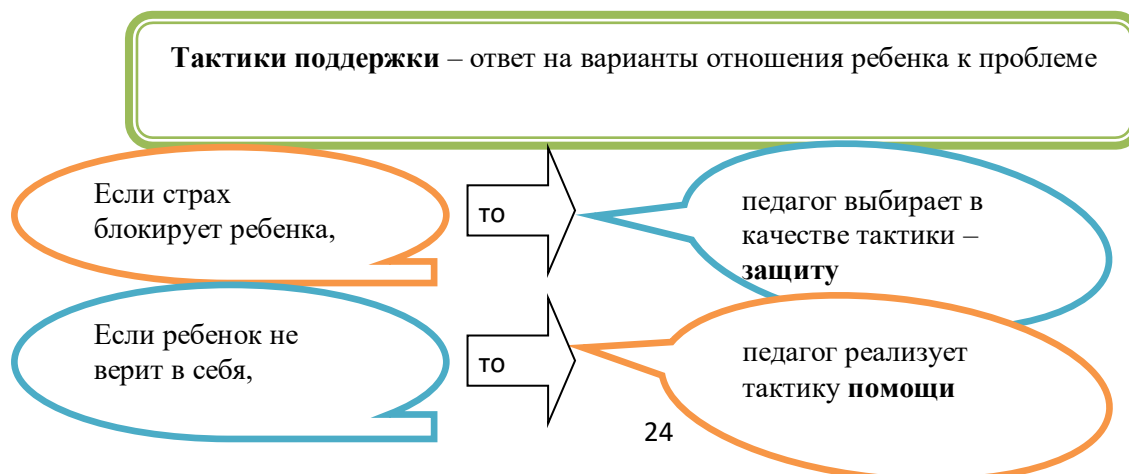 Тактики поддержки – ответ на варианты отношения ребенка к проблеме
Если страх
блокирует ребенка,
то
педагог выбирает в
качестве тактики –
защиту
Если ребенок не
верит в себя,
то
педагог реализует
тактику помощи
24